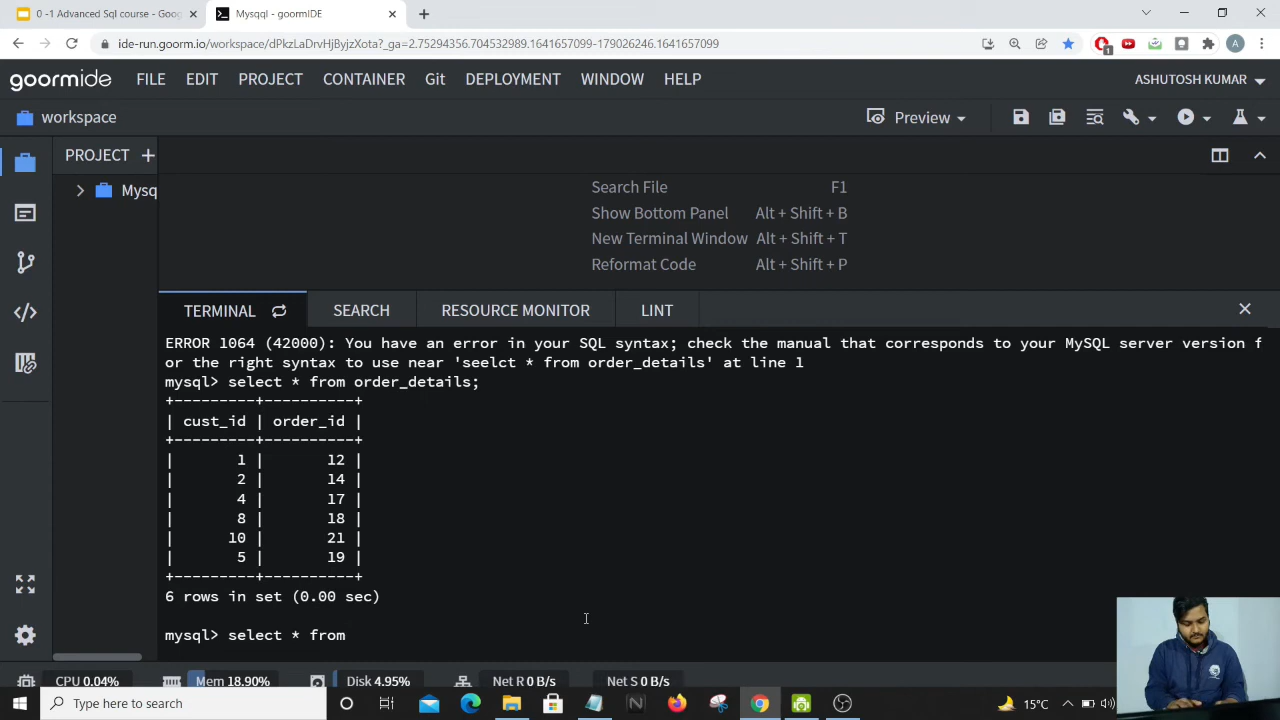 0 -1 Advanced Sql course - Goog
Mysqql - goormIDE
ide-run.goorm.io/workspace/dPkzLaDrvHjByjzXota?_ga=2.75294356.704532589.1641657099-179026246.1641657099
goormide FILE EDIT PROJECT CONTAINER Git DEPLOYMENT WINDOW HELP ASHUTOSH KUMAR
workspace Preview
PROJECT
Mysq
Search File F1
Show Bottom Panel Alt + Shift + B
New Terminal Window Alt + Shift + T
Reformat Code Alt + Shift + P
TERMINAL SEARCH RESOURCE MONITOR LINT
ERROR 1064 (42000): You have an error in your SQL syntax; check the manual that corresponds to your MySQL server version f
or the right syntax to use near 'seelct * from order_details' at line 1
mysql> select * from order_details;
+---------+----------+
| cust_id | order_id |
+---------+----------+
| 1 | 12 |
| 2 | 14 |
| 4 | 17 |
| 8 | 18 |
| 10 | 21 |
| 5 | 19 |
+---------+----------+
6 rows in set (0.00 sec)
mysql> select * from
CPU 0.04% Mem 18.90% Disk 4.95% Net R 0 B/s Net S 0 B/s
Type here to search
15°C